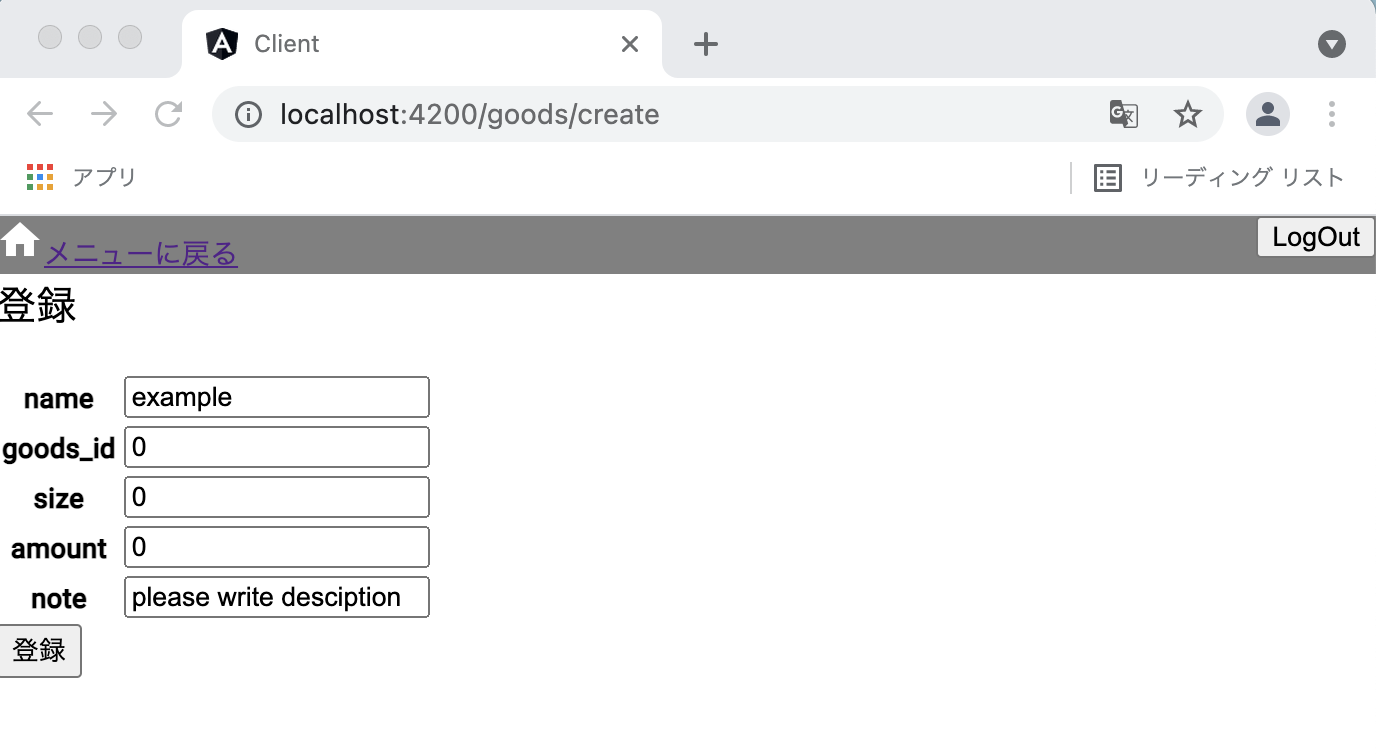 Client
localhost:4200/goods/create
アプリ
リーディング リスト
メニューに戻る
LogOut
登録
name example
goods_id 0
size 0
amount 0
note please write desciption
登録